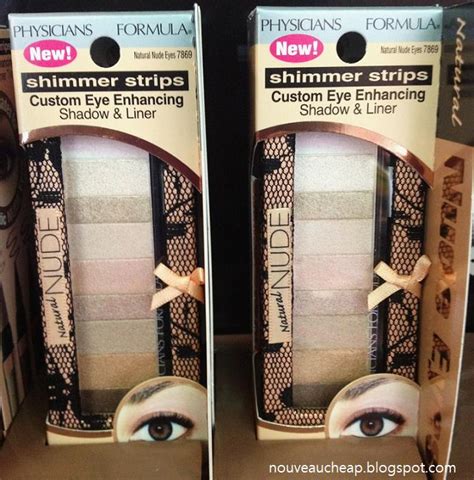 PHYSICIANS FORMULA®
New!
Natural Nude Eyes 7869
shimmer strips
Custom Eye Enhancing
Shadow & Liner
Natural NUDE
PHYSICIANS FORMULA®
New!
Natural Nude Eyes 7869
shimmer strips
Custom Eye Enhancing
Shadow & Liner
Natural NUDE
Natural
nouveaucheap.blogspot.com